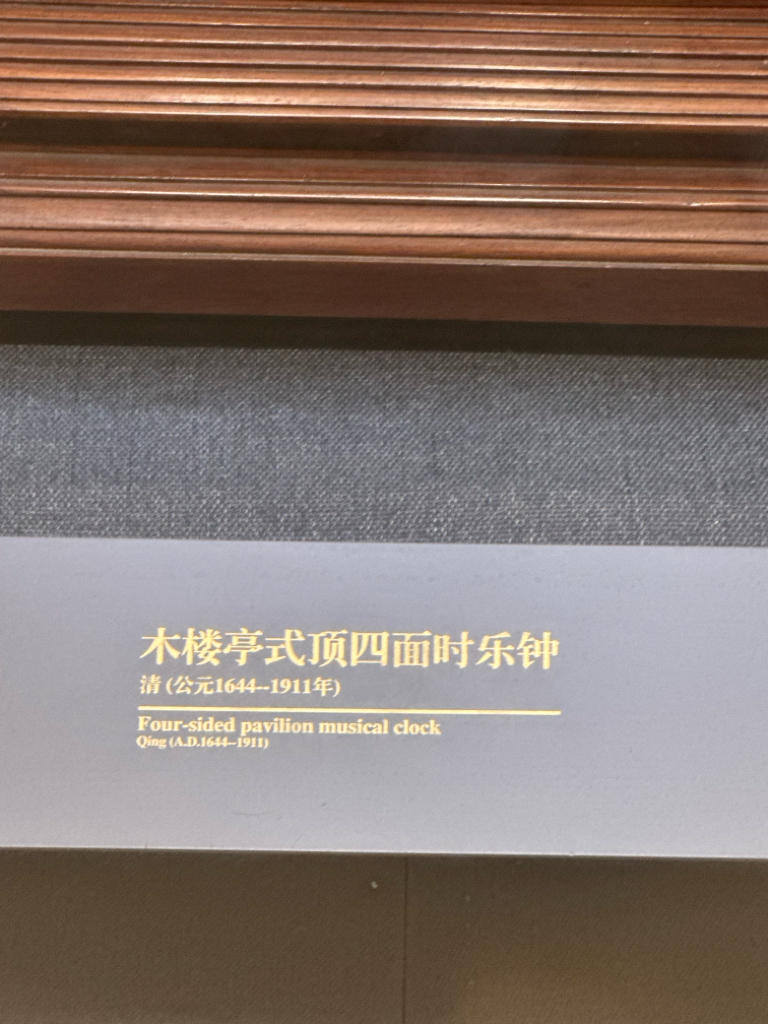 木楼亭式顶四面时乐钟
清 (公元1644--1911年)
Four-sided pavilion musical clock
Qing (A.D.1644--1911)